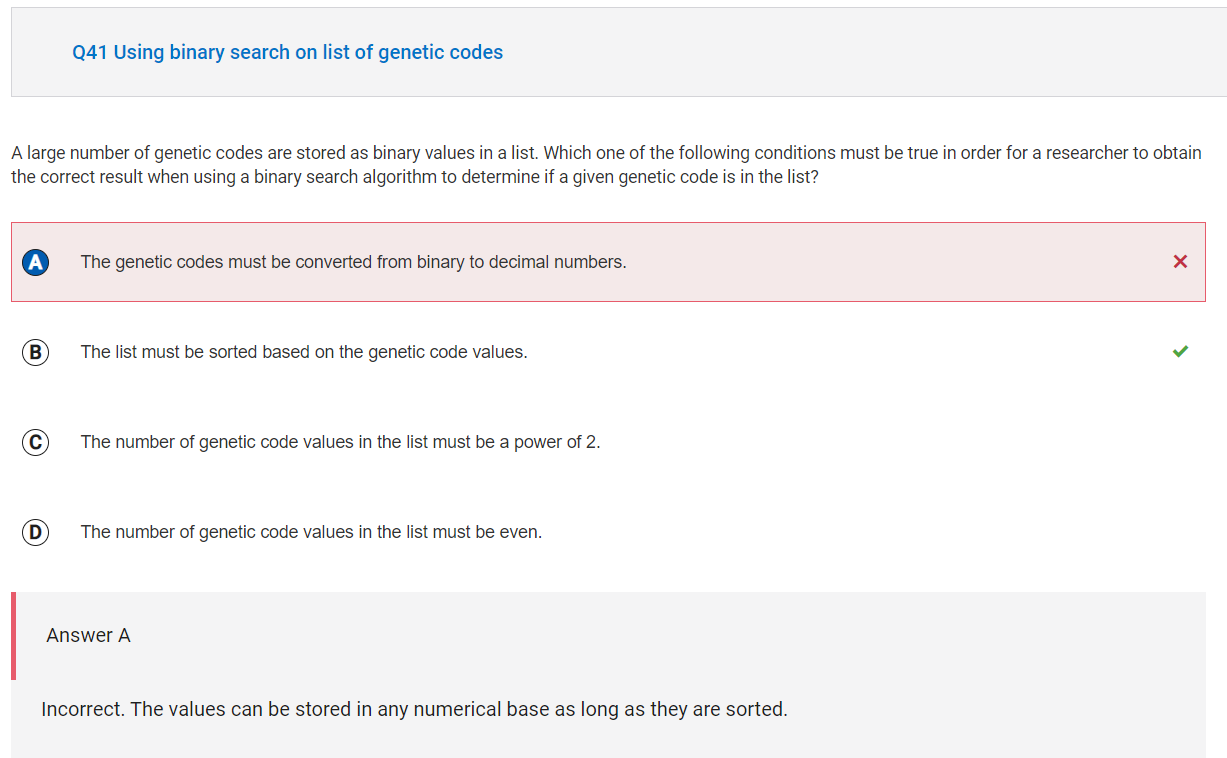 Q41 Using binary search on list of genetic codes
A large number of genetic codes are stored as binary values in a list. Which one of the following conditions must be true in order for a researcher to obtain
the correct result when using a binary search algorithm to determine if a given genetic code is in the list?
A The genetic codes must be converted from binary to decimal numbers.
B The list must be sorted based on the genetic code values.
C The number of genetic code values in the list must be a power of 2.
D The number of genetic code values in the list must be even.
Answer A
Incorrect. The values can be stored in any numerical base as long as they are sorted.